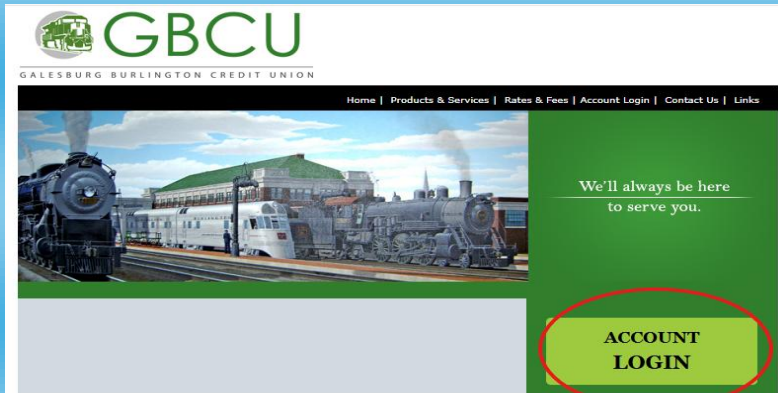 GBCU
GALESBURG BURLINGTON CREDIT UNION
Home | Products & Services | Rates & Fees | Account Login | Contact Us | Links
We'll always be here
to serve you.
ACCOUNT
LOGIN